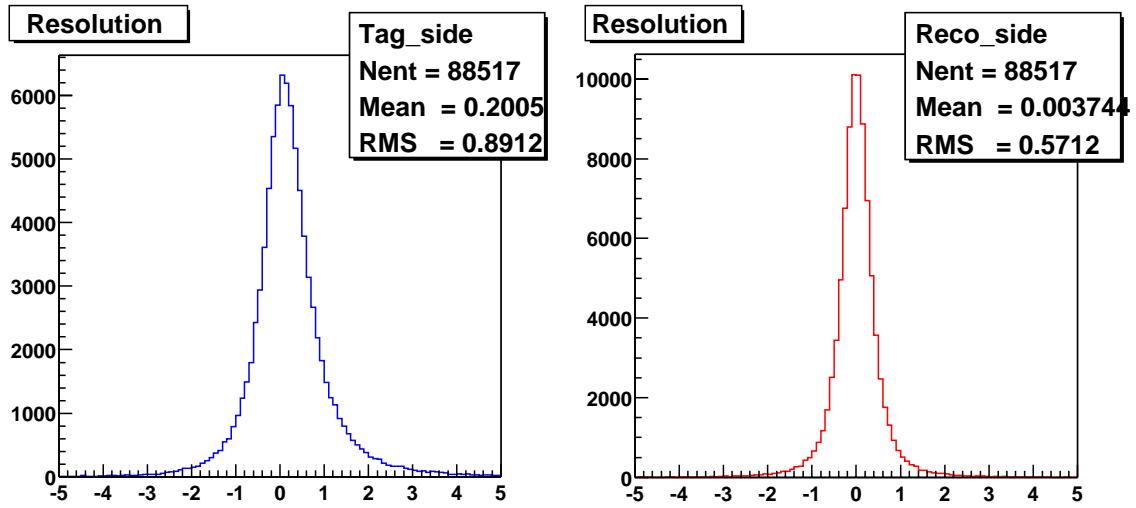 Resolution
Tag_side
Nent = 88517
Mean = 0.2005
RMS = 0.8912
6000
5000
4000
3000
2000
1000
0
-5 -4 -3 -2 -1 0 1 2 3 4 5
Resolution
Reco_side
Nent = 88517
Mean = 0.003744
RMS = 0.5712
10000
8000
6000
4000
2000
0
-5 -4 -3 -2 -1 0 1 2 3 4 5